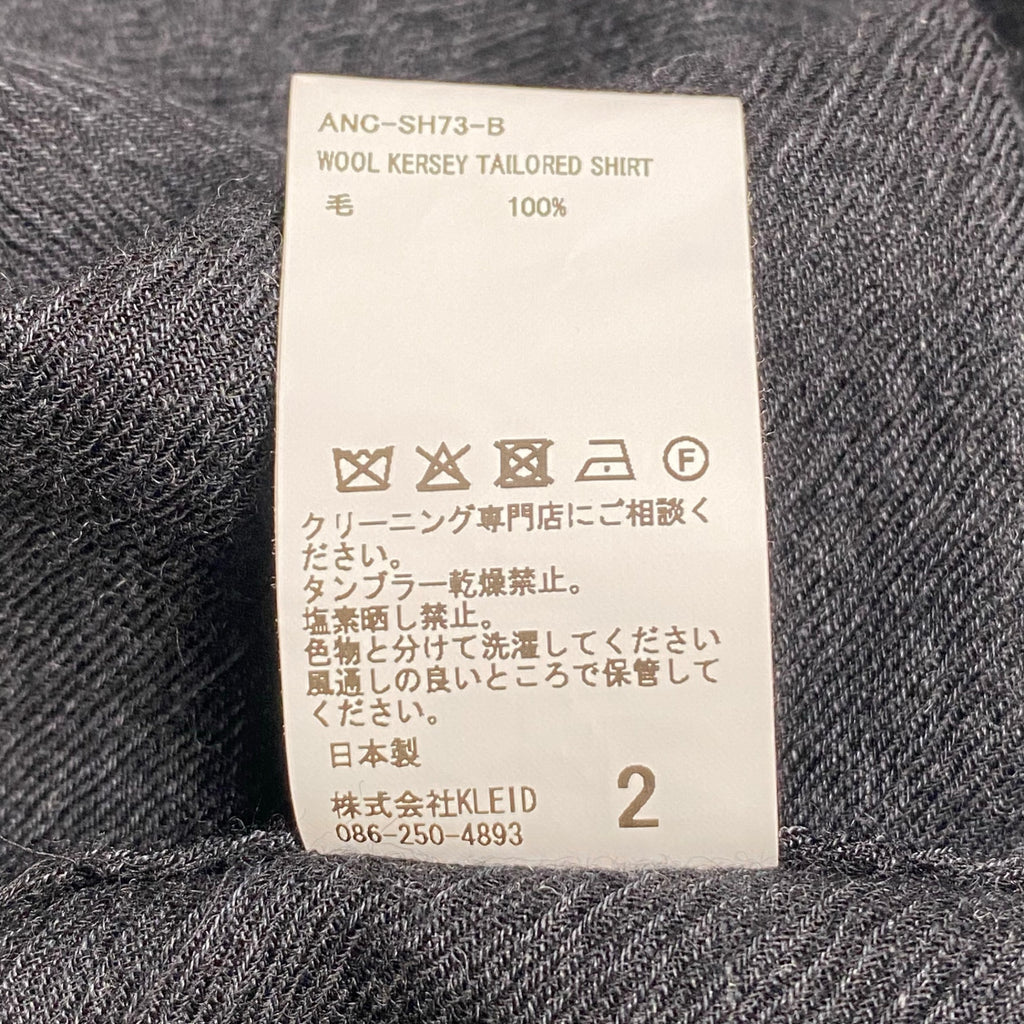 ANC-SH73-B
WOOL KERSEY TAILORED SHIRT
毛 100%
F
クリーニング専門店にご相談く
ださい。
タンブラー乾燥禁止。
塩素晒し禁止。
色物と分けて洗濯してください
風通しの良いところで保管して
ください。
日本製
株式会社KLEID 2
086-250-4893